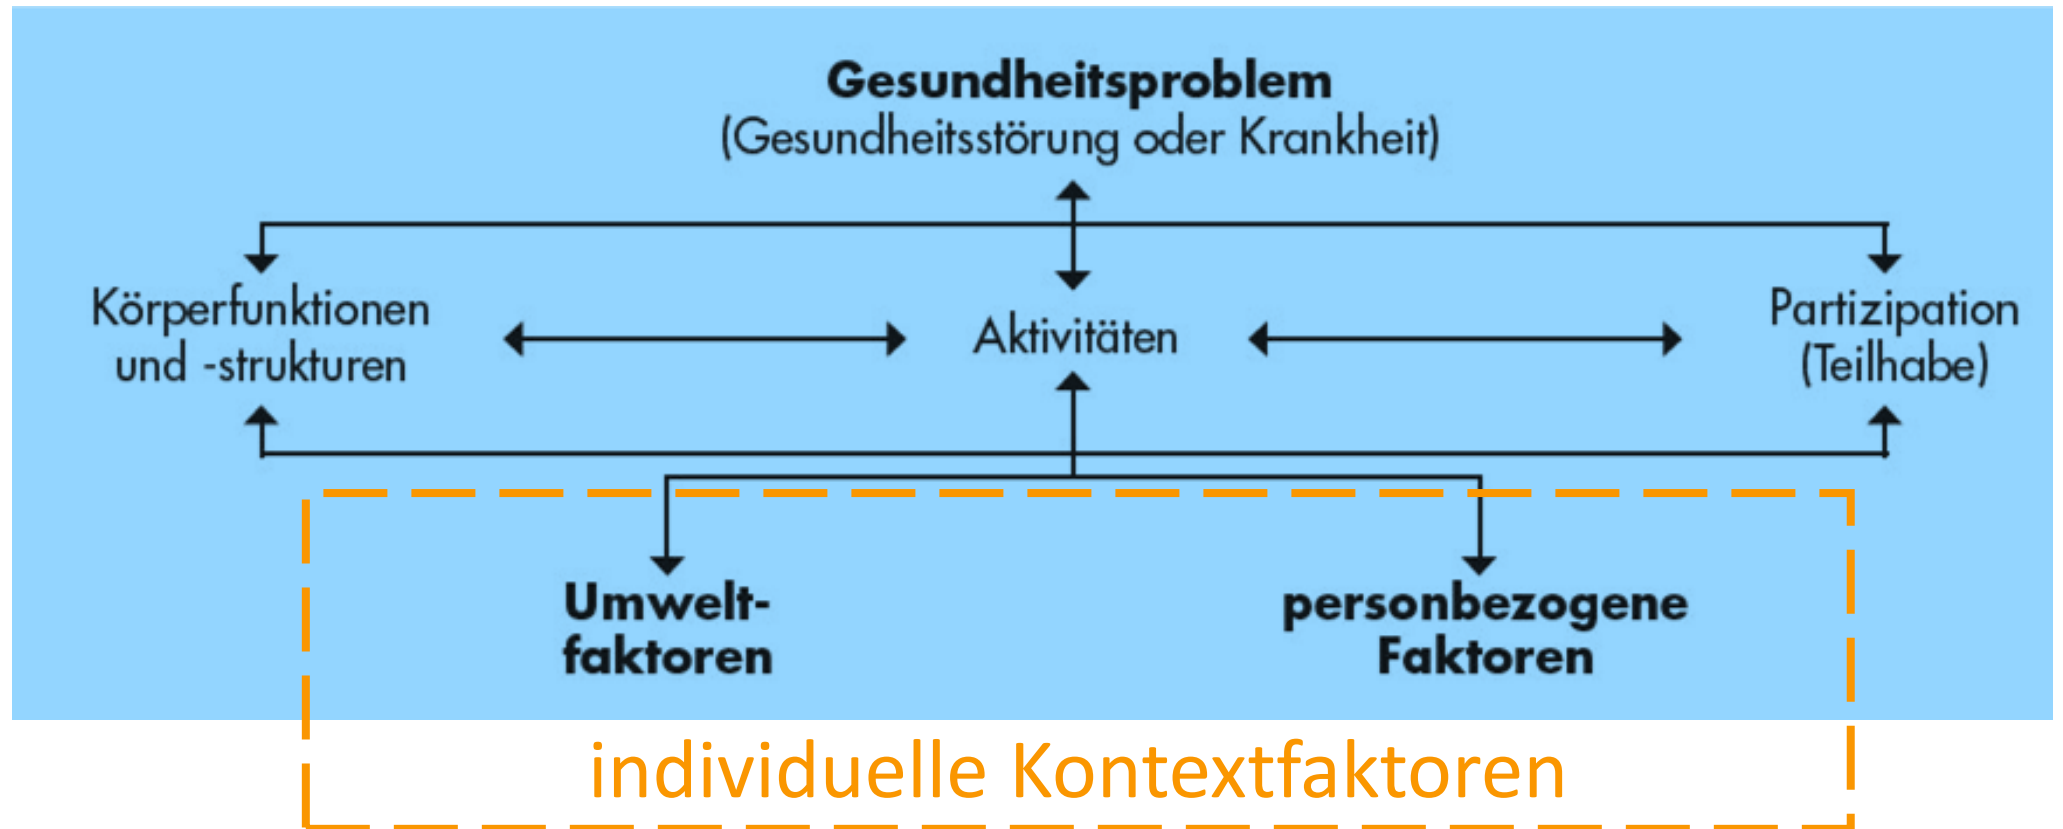 Gesundheitsproblem
(Gesundheitsstörung oder Krankheit)
Körperfunktionen
und -strukturen
Aktivitäten
Partizipation
(Teilhabe)
Umwelt-
faktoren
personbezogene
Faktoren
individuelle Kontextfaktoren